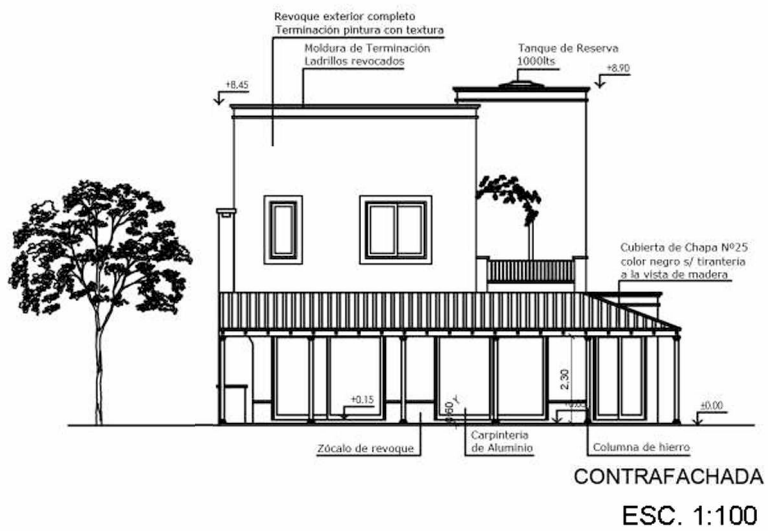 Revoque exterior completo
Terminación pintura con textura
Moldura de Terminación
Ladrillos revocados
Tanque de Reserva
1000lts
+8.45
+8.90
Cubierta de Chapa Nº25
color negro s/ tirantería
a la vista de madera
2,30
+0.15
0,60
±0.00
Zócalo de revoque
Carpintería
de Aluminio
Columna de hierro
CONTRAFACHADA
ESC. 1:100